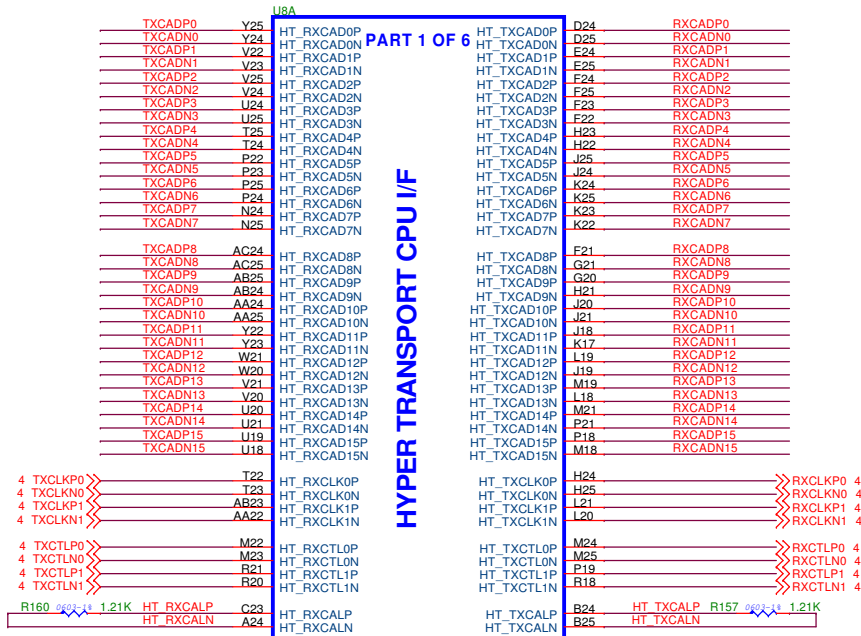 U8A
TXCADP0 Y25 HT_RXCAD0P PART 1 OF 6 HT_TXCAD0P D24 RXCADP0
TXCADN0 Y24 HT_RXCAD0N HT_TXCAD0N D25 RXCADN0
TXCADP1 V22 HT_RXCAD1P HT_TXCAD1P E24 RXCADP1
TXCADN1 V23 HT_RXCAD1N HT_TXCAD1N E25 RXCADN1
TXCADP2 V25 HT_RXCAD2P HT_TXCAD2P F24 RXCADP2
TXCADN2 V24 HT_RXCAD2N HT_TXCAD2N F25 RXCADN2
TXCADP3 U24 HT_RXCAD3P HT_TXCAD3P F23 RXCADP3
TXCADN3 U25 HT_RXCAD3N HT_TXCAD3N F22 RXCADN3
TXCADP4 T25 HT_RXCAD4P HT_TXCAD4P H23 RXCADP4
TXCADN4 T24 HT_RXCAD4N HT_TXCAD4N H22 RXCADN4
TXCADP5 P22 HT_RXCAD5P HT_TXCAD5P J25 RXCADP5
TXCADN5 P23 HT_RXCAD5N HT_TXCAD5N J24 RXCADN5
TXCADP6 P25 HT_RXCAD6P HT_TXCAD6P K24 RXCADP6
TXCADN6 P24 HT_RXCAD6N HT_TXCAD6N K25 RXCADN6
TXCADP7 N24 HT_RXCAD7P HT_TXCAD7P K23 RXCADP7
TXCADN7 N25 HT_RXCAD7N HT_TXCAD7N K22 RXCADN7
HYPER TRANSPORT CPU I/F
TXCADP8 AC24 HT_RXCAD8P HT_TXCAD8P F21 RXCADP8
TXCADN8 AC25 HT_RXCAD8N HT_TXCAD8N G21 RXCADN8
TXCADP9 AB25 HT_RXCAD9P HT_TXCAD9P G20 RXCADP9
TXCADN9 AB24 HT_RXCAD9N HT_TXCAD9N H21 RXCADN9
TXCADP10 AA24 HT_RXCAD10P HT_TXCAD10P J20 RXCADP10
TXCADN10 AA25 HT_RXCAD10N HT_TXCAD10N J21 RXCADN10
TXCADP11 Y22 HT_RXCAD11P HT_TXCAD11P J18 RXCADP11
TXCADN11 Y23 HT_RXCAD11N HT_TXCAD11N K17 RXCADN11
TXCADP12 W21 HT_RXCAD12P HT_TXCAD12P L19 RXCADP12
TXCADN12 W20 HT_RXCAD12N HT_TXCAD12N J19 RXCADN12
TXCADP13 V21 HT_RXCAD13P HT_TXCAD13P M19 RXCADP13
TXCADN13 V20 HT_RXCAD13N HT_TXCAD13N L18 RXCADN13
TXCADP14 U20 HT_RXCAD14P HT_TXCAD14P M21 RXCADP14
TXCADN14 U21 HT_RXCAD14N HT_TXCAD14N P21 RXCADN14
TXCADP15 U19 HT_RXCAD15P HT_TXCAD15P P18 RXCADP15
TXCADN15 U18 HT_RXCAD15N HT_TXCAD15N M18 RXCADN15
4 TXCLKP0 T22 HT_RXCLK0P HT_TXCLK0P H24 RXCLKP0 4
4 TXCLKN0 T23 HT_RXCLK0N HT_TXCLK0N H25 RXCLKN0 4
4 TXCLKP1 AB23 HT_RXCLK1P HT_TXCLK1P L21 RXCLKP1 4
4 TXCLKN1 AA22 HT_RXCLK1N HT_TXCLK1N L20 RXCLKN1 4
4 TXCTLP0 M22 HT_RXCTL0P HT_TXCTL0P M24 RXCTLP0 4
4 TXCTLN0 M23 HT_RXCTL0N HT_TXCTL0N M25 RXCTLN0 4
4 TXCTLP1 R21 HT_RXCTL1P HT_TXCTL1P P19 RXCTLP1 4
4 TXCTLN1 R20 HT_RXCTL1N HT_TXCTL1N R18 RXCTLN1 4
R160 0603-1% 1.21K HT_RXCALP C23 HT_RXCALP HT_TXCALP B24 HT_TXCALP R157 0603-1% 1.21K
HT_RXCALN A24 HT_RXCALN HT_TXCALN B25 HT_TXCALN